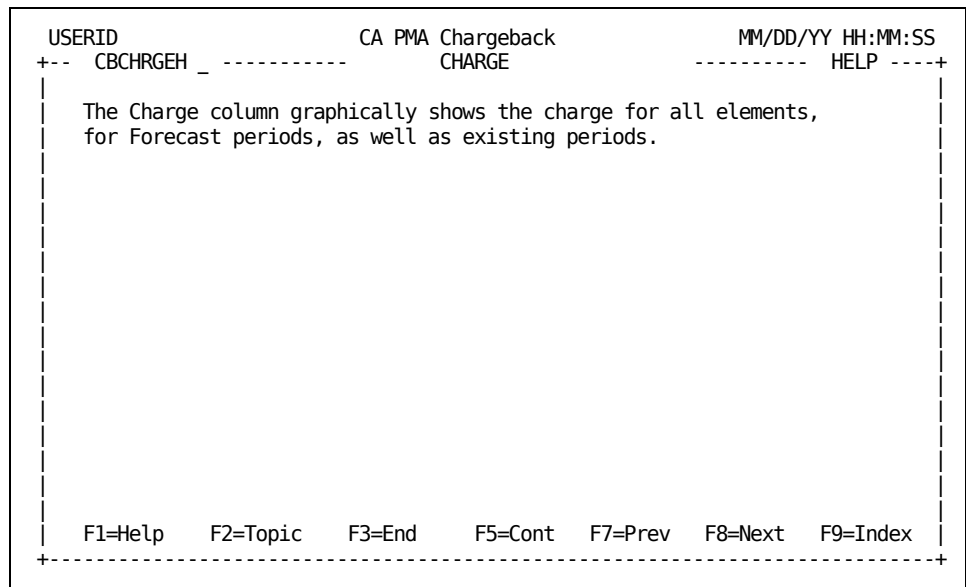 USERID CA PMA Chargeback MM/DD/YY HH:MM:SS
+-- CBCHRGEH _ ----------- CHARGE ---------- HELP ----+
The Charge column graphically shows the charge for all elements,
for Forecast periods, as well as existing periods.
F1=Help F2=Topic F3=End F5=Cont F7=Prev F8=Next F9=Index